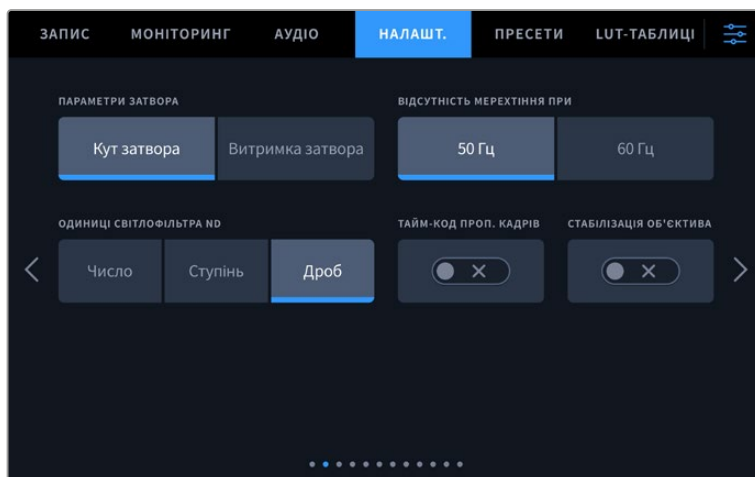 ЗАПИС МОНІТОРИНГ АУДІО НАЛАШТ. ПРЕСЕТИ LUT-ТАБЛИЦІ
ПАРАМЕТРИ ЗАТВОРА ВІДСУТНІСТЬ МЕРЕХТІННЯ ПРИ
Кут затвора Витримка затвора 50 Гц 60 Гц
ОДИНИЦІ СВІТЛОФІЛЬТРА ND ТАЙМ-КОД ПРОП. КАДРІВ СТАБІЛІЗАЦІЯ ОБ'ЄКТИВА
Число Ступінь Дроб